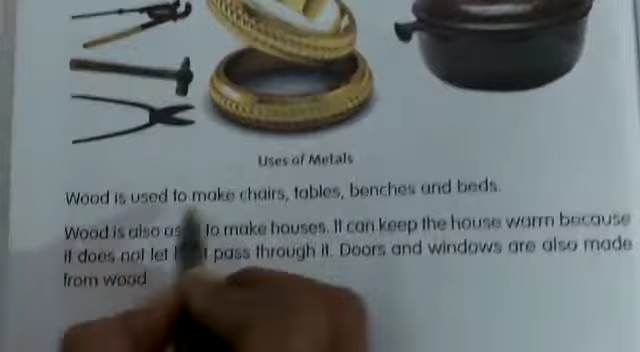 Uses of Metals
Wood is used to make chairs, tables, benches and beds.
Wood is also to make houses. It can keep the house warm because
it does not let pass through it. Doors and windows are also made
from wood